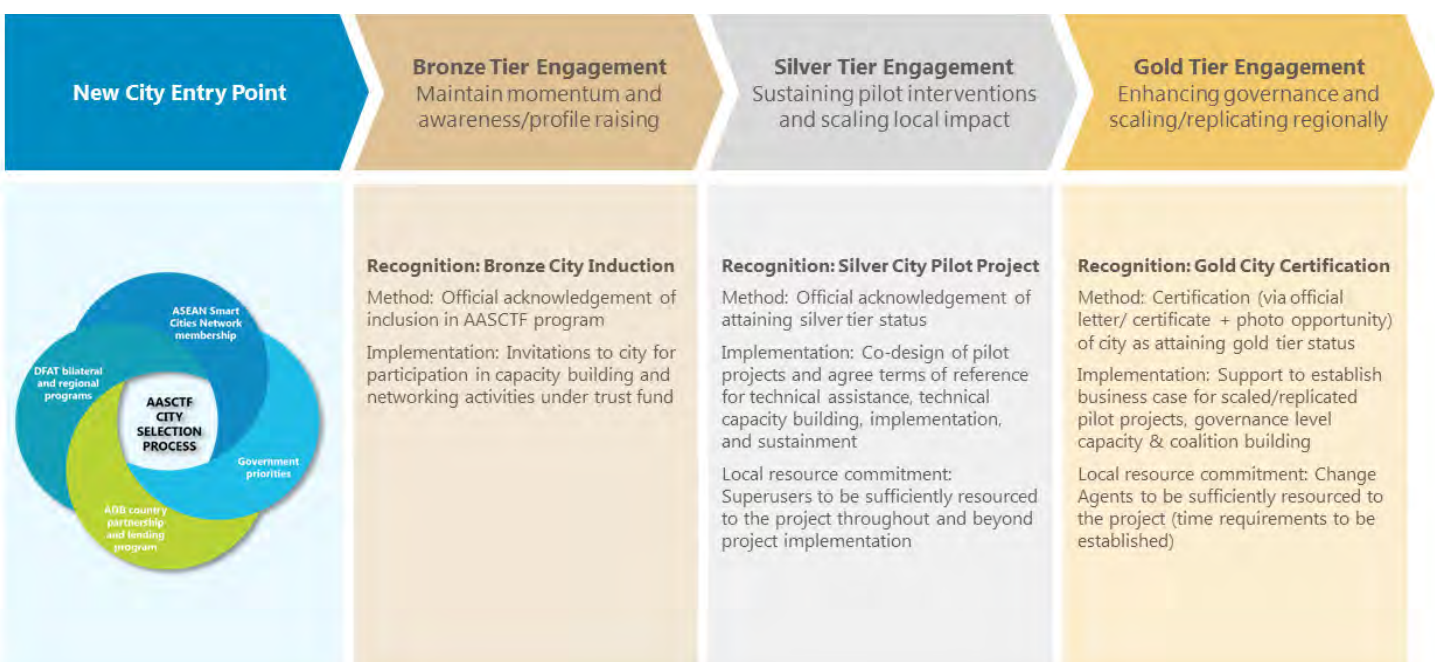 New City Entry Point
Bronze Tier Engagement
Maintain momentum and
awareness/profile raising
Silver Tier Engagement
Sustaining pilot interventions
and scaling local impact
Gold Tier Engagement
Enhancing governance and
scaling/replicating regionally
ASEAN Smart
Cities Network
membership
DFAT bilateral
and regional
programs
AASCTF
CITY
SELECTION
PROCESS
Government
priorities
ADB country
partnership
and lending
program
Recognition: Bronze City Induction
Method: Official acknowledgement of
inclusion in AASCTF program
Implementation: Invitations to city for
participation in capacity building and
networking activities under trust fund
Recognition: Silver City Pilot Project
Method: Official acknowledgement of
attaining silver tier status
Implementation: Co-design of pilot
projects and agree terms of reference
for technical assistance, technical
capacity building, implementation,
and sustainment
Local resource commitment:
Superusers to be sufficiently resourced
to the project throughout and beyond
project implementation
Recognition: Gold City Certification
Method: Certification (via official
letter/ certificate + photo opportunity)
of city as attaining gold tier status
Implementation: Support to establish
business case for scaled/replicated
pilot projects, governance level
capacity & coalition building
Local resource commitment: Change
Agents to be sufficiently resourced to
the project (time requirements to be
established)